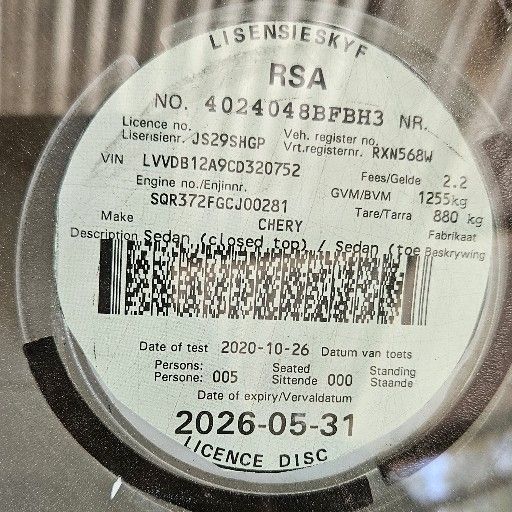 LISENSIESKYF
RSA
NO. 4024048BFBH3 NR.
Licence no. Veh. register no.
Lisensienr. JS29SHGP Vrt.registernr. RXN568W
VIN LVVDB12A9CD320752 Fees/Gelde 2.2
Engine no./Enjinnr. GVM/BVM 1255kg
SQR372FGCJ00281 Tare/Tarra 880 kg
Make CHERY Fabrikaat
Description Sedan (closed top) / Sedan (toe Beskrywing
Date of test 2020-10-26 Datum van toets
Persons: Seated Standing
Persone: 005 Sittende 000 Staande
Date of expiry/Vervaldatum
2026-05-31
LICENCE DISC